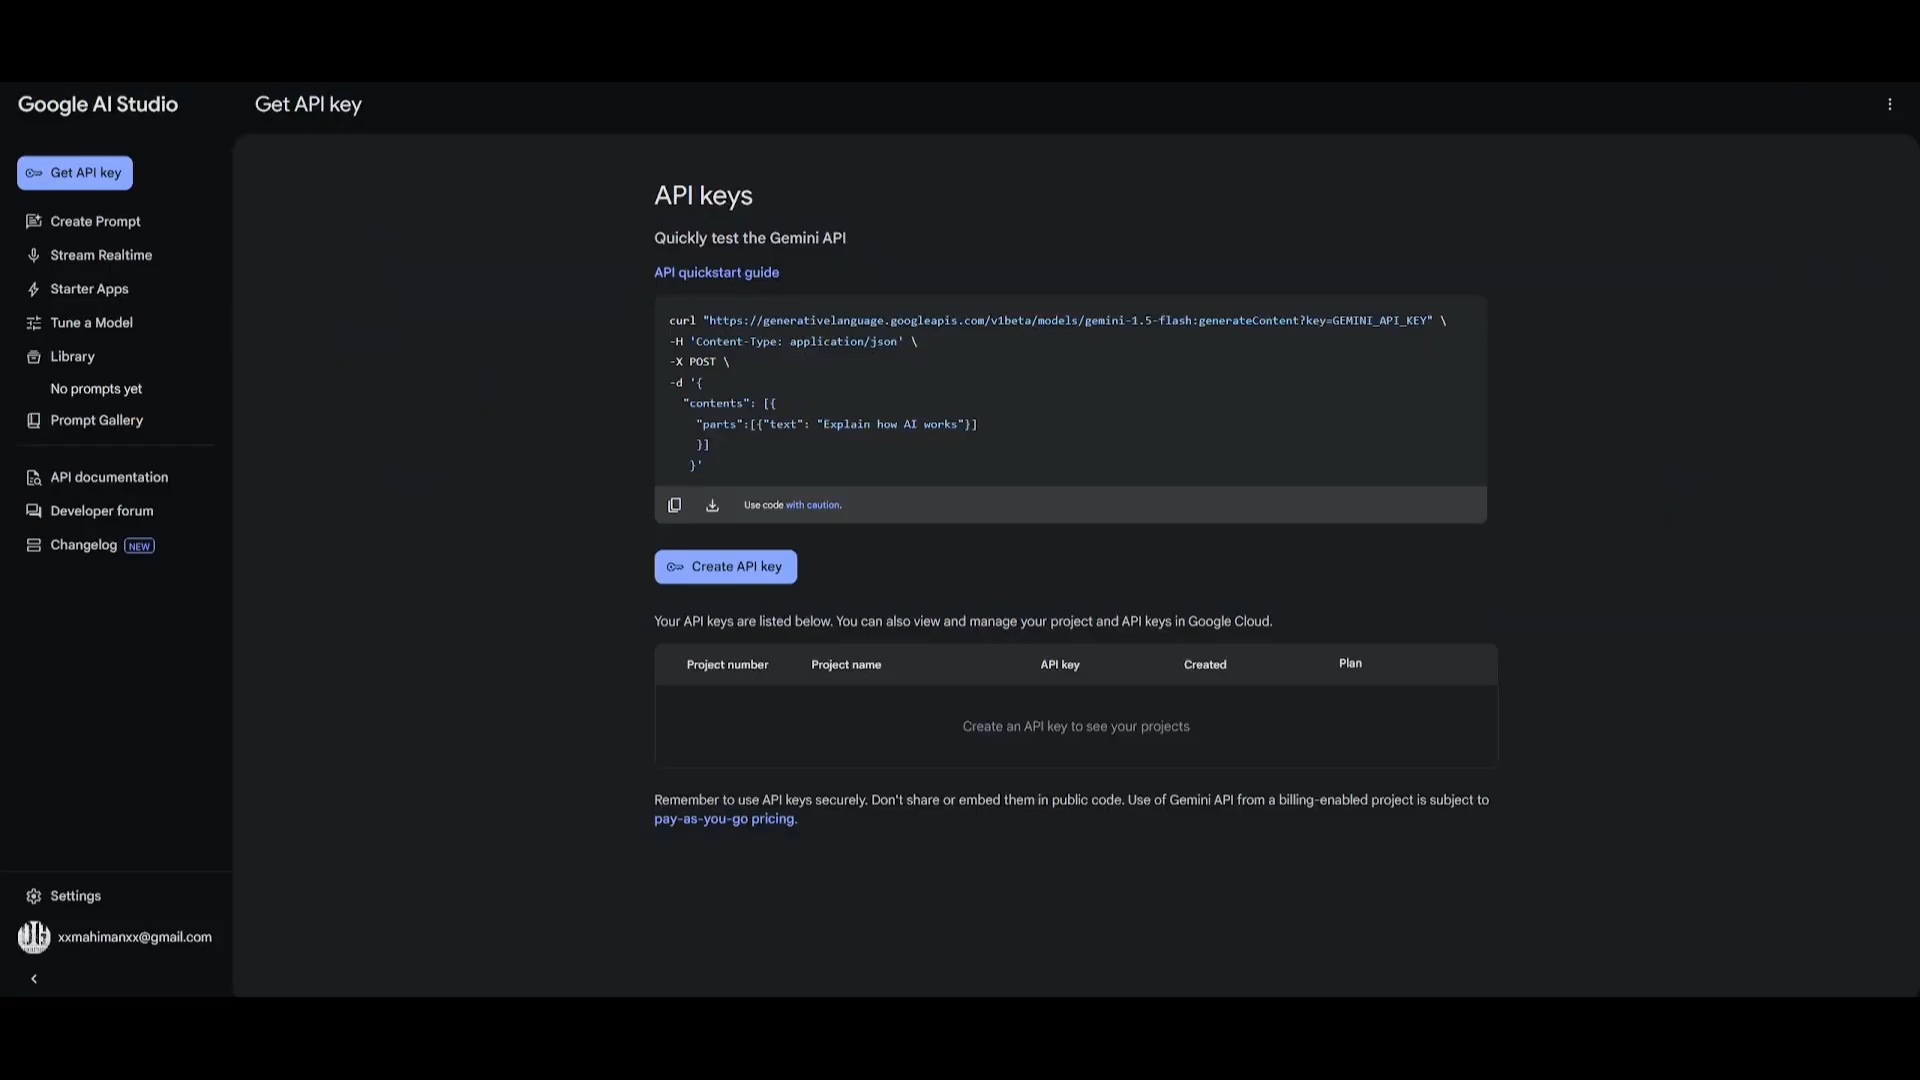 Google AI Studio
Get API key
Get API key
Create Prompt
Stream Realtime
Starter Apps
Tune a Model
Library
No prompts yet
Prompt Gallery
API documentation
Developer forum
Changelog NEW
Settings
xxmahimanxx@gmail.com
API keys
Quickly test the Gemini API
API quickstart guide
curl "https://generativelanguage.googleapis.com/v1beta/models/gemini-1.5-flash:generateContent?key=GEMINI_API_KEY" \
-H 'Content-Type: application/json' \
-X POST \
-d '{
"contents": [{
"parts":[{"text": "Explain how AI works"}]
}]
}'
Use code with caution.
Create API key
Your API keys are listed below. You can also view and manage your project and API keys in Google Cloud.
Project number Project name API key Created Plan
Create an API key to see your projects
Remember to use API keys securely. Don't share or embed them in public code. Use of Gemini API from a billing-enabled project is subject to
pay-as-you-go pricing.